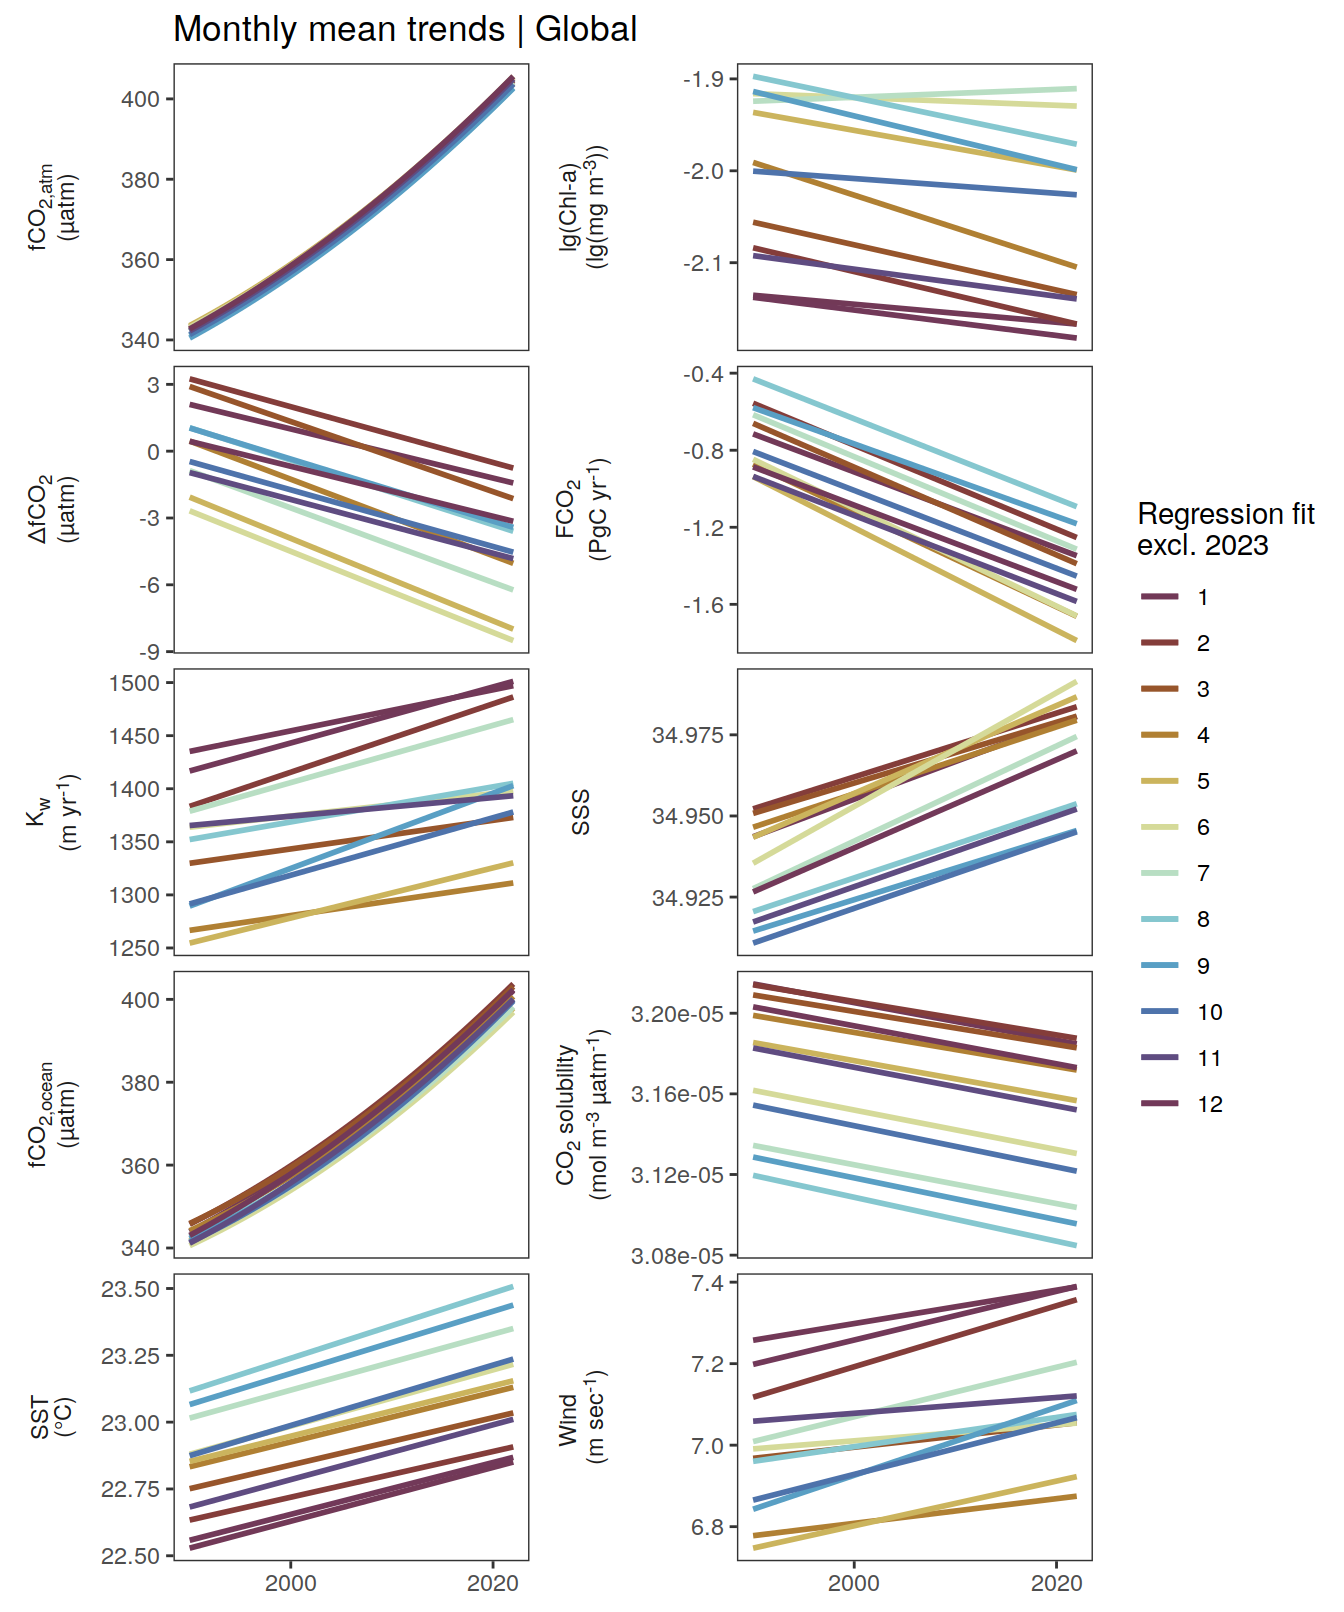 Monthly mean trends | Global
fCO2,atm
(µatm)
400
380
360
340
lg(Chl-a)
(lg(mg m-3))
-1.9
-2.0
-2.1
ΔfCO2
(µatm)
3
0
-3
-6
-9
FCO2
(PgC yr-1)
-0.4
-0.8
-1.2
-1.6
Kw
(m yr-1)
1500
1450
1400
1350
1300
1250
SSS
34.975
34.950
34.925
fCO2,ocean
(µatm)
400
380
360
340
CO2 solubility
(mol m-3 µatm-1)
3.20e-05
3.16e-05
3.12e-05
3.08e-05
SST
(°C)
23.50
23.25
23.00
22.75
22.50
2000
2020
Wind
(m sec-1)
7.4
7.2
7.0
6.8
2000
2020
Regression fit
excl. 2023
1
2
3
4
5
6
7
8
9
10
11
12